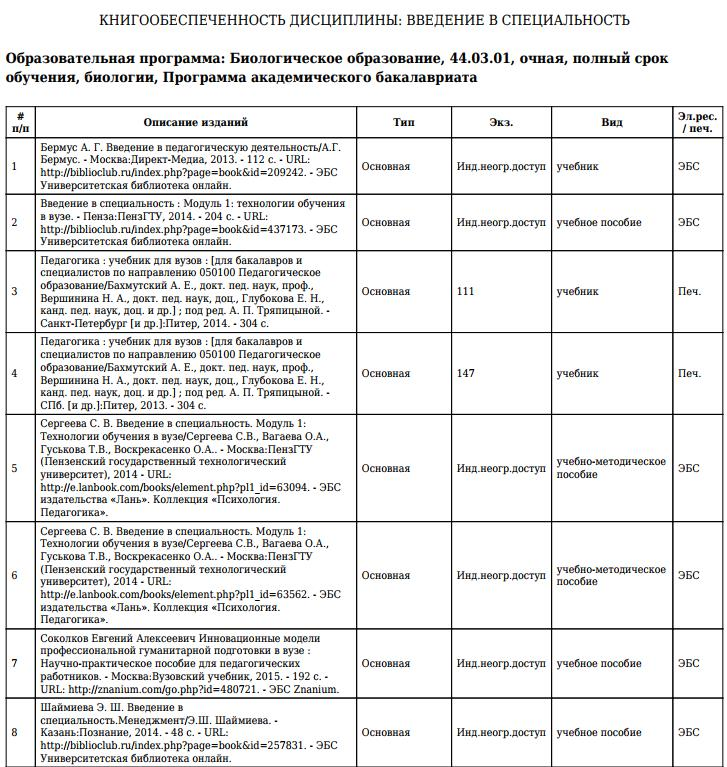 КНИГООБЕСПЕЧЕННОСТЬ ДИСЦИПЛИНЫ: ВВЕДЕНИЕ В СПЕЦИАЛЬНОСТЬ
Образовательная программа: Биологическое образование, 44.03.01, очная, полный срок
обучения, биологии, Программа академического бакалавриата
# п/п Описание изданий Тип Экз. Вид Эл.рес. / печ.
1 Бермус А. Г. Введение в педагогическую деятельность/А.Г.
Бермус. - Москва:Директ-Медиа, 2013. - 112 с. - URL:
http://biblioclub.ru/index.php?page=book&id=209242. - ЭБС
Университетская библиотека онлайн.
Основная Инд.неогр.доступ учебник ЭБС
2 Введение в специальность : Модуль 1: технологии обучения
в вузе. - Пенза:ПензГТУ, 2014. - 204 с. - URL:
http://biblioclub.ru/index.php?page=book&id=437173. - ЭБС
Университетская библиотека онлайн.
Основная Инд.неогр.доступ учебное пособие ЭБС
3 Педагогика : учебник для вузов : [для бакалавров и
специалистов по направлению 050100 Педагогическое
образование/Бахмутский А. Е., докт. пед. наук, проф.,
Вершинина Н. А., докт. пед. наук, доц., Глубокова Е. Н.,
канд. пед. наук, доц. и др.] ; под ред. А. П. Тряпицыной. -
Санкт-Петербург [и др.]:Питер, 2014. - 304 с.
Основная 111 учебник Печ.
4 Педагогика : учебник для вузов : [для бакалавров и
специалистов по направлению 050100 Педагогическое
образование/Бахмутский А. Е., докт. пед. наук, проф.,
Вершинина Н. А., докт. пед. наук, доц., Глубокова Е. Н.,
канд. пед. наук, доц. и др.] ; под ред. А. П. Тряпицыной. -
СПб. [и др.]:Питер, 2013. - 304 с.
Основная 147 учебник Печ.
5 Сергеева С. В. Введение в специальность. Модуль 1:
Технологии обучения в вузе/Сергеева С.В., Вагаева О.А.,
Гуськова Т.В., Воскрекасенко О.А.. - Москва:ПензГТУ
(Пензенский государственный технологический
университет), 2014 - URL:
http://e.lanbook.com/books/element.php?pl1_id=63094. - ЭБС
издательства «Лань». Коллекция «Психология.
Педагогика».
Основная Инд.неогр.доступ учебно-методическое
пособие ЭБС
6 Сергеева С. В. Введение в специальность. Модуль 1:
Технологии обучения в вузе/Сергеева С.В., Вагаева О.А.,
Гуськова Т.В., Воскрекасенко О.А.. - Москва:ПензГТУ
(Пензенский государственный технологический
университет), 2014 - URL:
http://e.lanbook.com/books/element.php?pl1_id=63562. - ЭБС
издательства «Лань». Коллекция «Психология.
Педагогика».
Основная Инд.неогр.доступ учебно-методическое
пособие ЭБС
7 Соколков Евгений Алексеевич Инновационные модели
профессиональной гуманитарной подготовки в вузе :
Научно-практическое пособие для педагогических
работников. - Москва:Вузовский учебник, 2015. - 192 с. -
URL: http://znanium.com/go.php?id=480721. - ЭБС Znanium.
Основная Инд.неогр.доступ учебное пособие ЭБС
8 Шаймиева Э. Ш. Введение в
специальность.Менеджмент/Э.Ш. Шаймиева. -
Казань:Познание, 2014. - 48 с. - URL:
http://biblioclub.ru/index.php?page=book&id=257831. - ЭБС
Университетская библиотека онлайн.
Основная Инд.неогр.доступ учебное пособие ЭБС